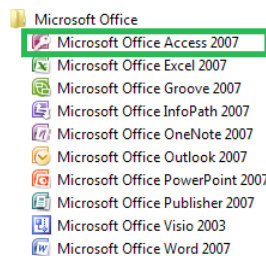 Microsoft Office
Microsoft Office Access 2007
Microsoft Office Excel 2007
Microsoft Office Groove 2007
Microsoft Office InfoPath 2007
Microsoft Office OneNote 2007
Microsoft Office Outlook 2007
Microsoft Office PowerPoint 2007
Microsoft Office Publisher 2007
Microsoft Office Visio 2003
Microsoft Office Word 2007